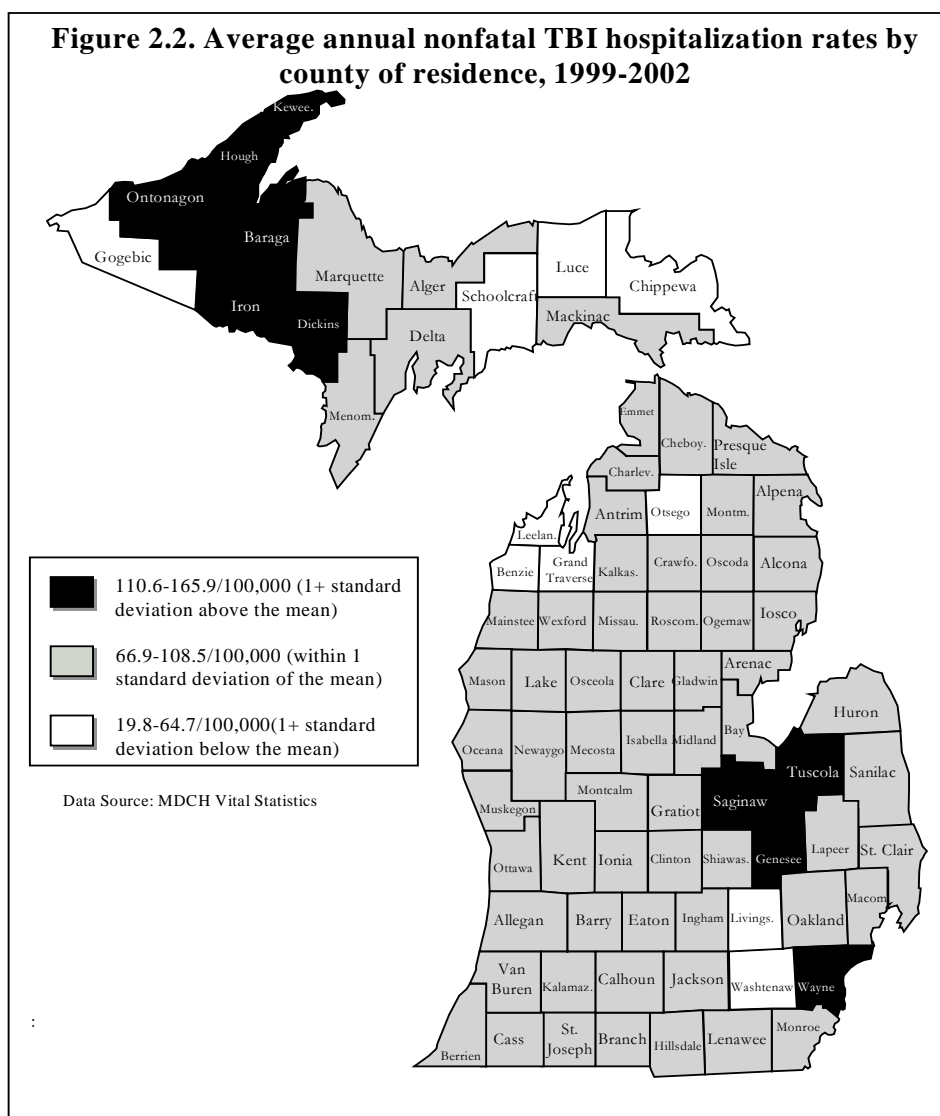 Figure 2.2. Average annual nonfatal TBI hospitalization rates by
county of residence, 1999-2002
Kewee.
Hough
Ontonagon
Baraga
Gogebic
Iron
Dickins
Marquette
Alger
Schoolcraft
Luce
Chippewa
Mackinac
Delta
Menom.
Emmet
Cheboy.
Presque
Isle
Charlev.
Antrim
Otsego
Montm.
Alpena
Leelan.
Benzie
Grand
Traverse
Kalkas.
Crawfo.
Oscoda
Alcona
Mainstee
Wexford
Missau.
Roscom.
Ogemaw
Iosco
110.6-165.9/100,000 (1+ standard
deviation above the mean)
66.9-108.5/100,000 (within 1
standard deviation of the mean)
19.8-64.7/100,000(1+ standard
deviation below the mean)
Data Source: MDCH Vital Statistics
Mason
Lake
Osceola
Clare
Gladwin
Arenac
Huron
Oceana
Newaygo
Mecosta
Isabella
Midland
Bay
Tuscola
Sanilac
Muskegon
Montcalm
Gratiot
Saginaw
Ottawa
Kent
Ionia
Clinton
Shiawas.
Genesee
Lapeer
St. Clair
Allegan
Barry
Eaton
Ingham
Livings.
Oakland
Macom
Van
Buren
Kalamaz.
Calhoun
Jackson
Washtenaw
Wayne
:
Berrien
Cass
St.
Joseph
Branch
Hillsdale
Lenawee
Monroe